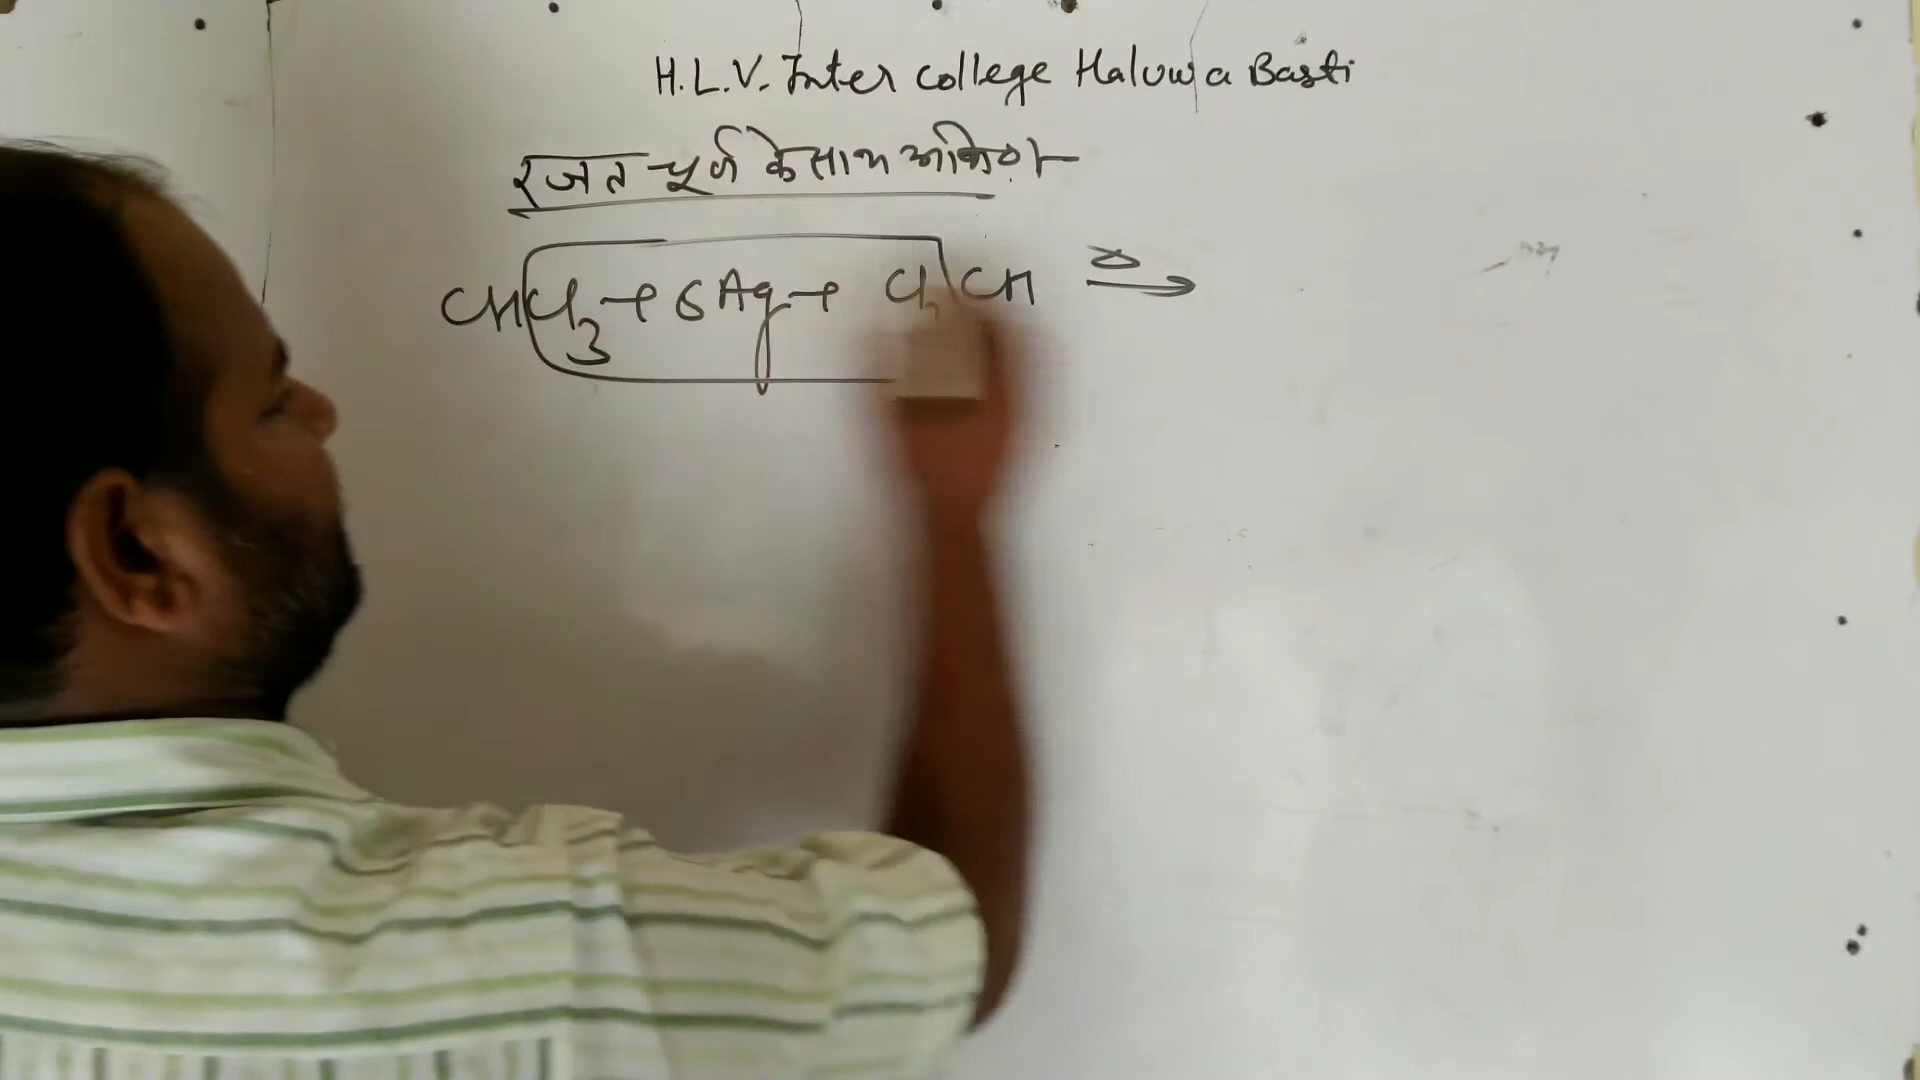 H.L.V. Inter college Haluwa Basti
रजत चूर्ण के साथ अभिक्रिया
CHCl3 + 6Ag + Cl3CH △→